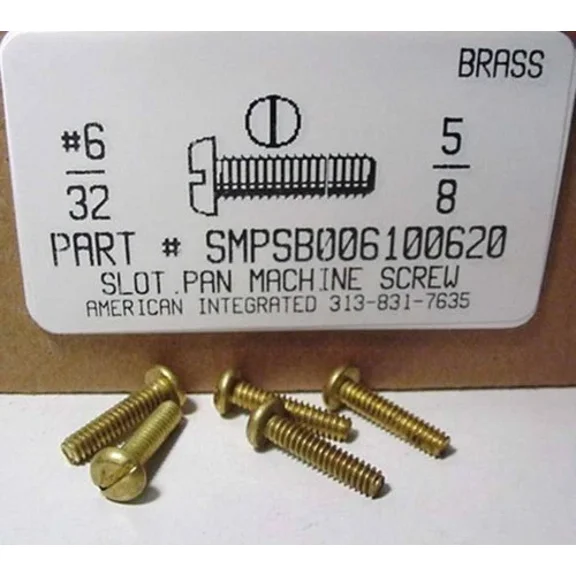 BRASS
#6
32
5
8
PART # SMPSB006100620
SLOT.PAN MACHINE SCREW
AMERICAN INTEGRATED 313-831-7635